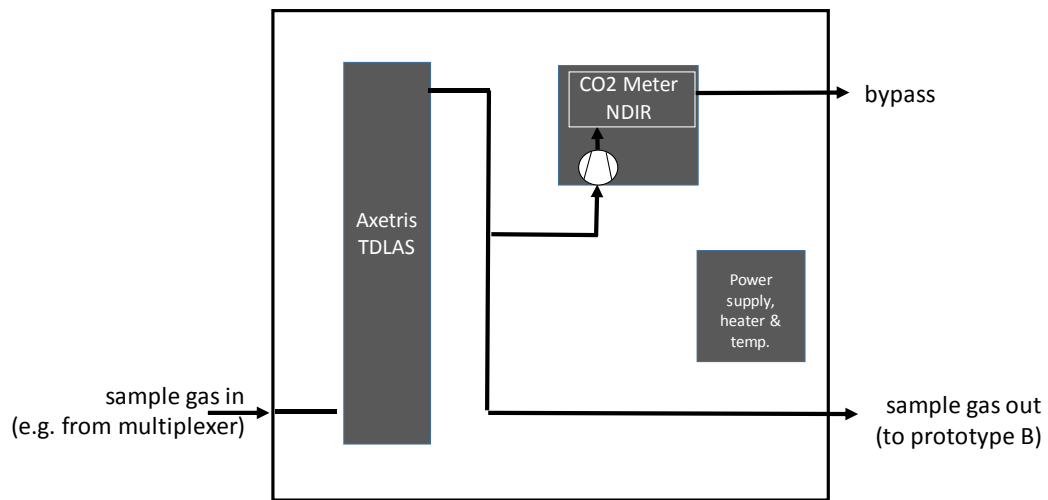 CO2 Meter
NDIR
bypass
Axetris
TDLAS
Power
supply,
heater &
temp.
sample gas in
(e.g. from multiplexer)
sample gas out
(to prototype B)